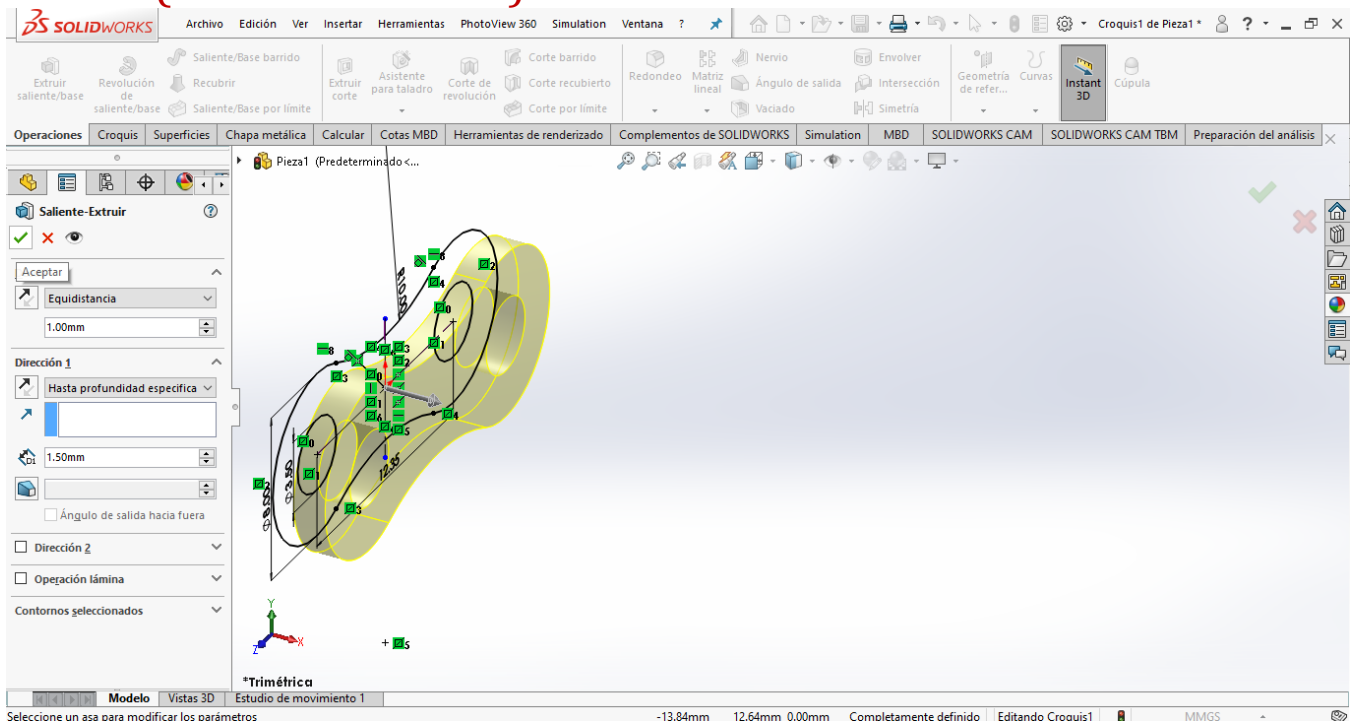 SOLIDWORKS Archivo Edición Ver Insertar Herramientas PhotoView 360 Simulation Ventana ? Croquis1 de Pieza1 * ?
Extruir saliente/base
Revolución de saliente/base
Saliente/Base barrido
Recubrir
Saliente/Base por límite
Extruir corte
Asistente para taladro
Corte de revolución
Corte barrido
Corte recubierto
Corte por límite
Redondeo
Matriz lineal
Nervio
Ángulo de salida
Vaciado
Envolver
Intersección
Simetría
Geometría de refer...
Curvas
Instant 3D
Cúpula
Operaciones Croquis Superficies Chapa metálica Calcular Cotas MBD Herramientas de renderizado Complementos de SOLIDWORKS Simulation MBD SOLIDWORKS CAM SOLIDWORKS CAM TBM Preparación del análisis
Pieza1 (Predeterminado<...
Saliente-Extruir
Aceptar
Equidistancia
1.00mm
Dirección 1
Hasta profundidad especifica
D1 1.50mm
Ángulo de salida hacia fuera
Dirección 2
Operación lámina
Contornos seleccionados
12.35
Y
X
Z
*Trimétrica
Modelo Vistas 3D Estudio de movimiento 1
Seleccione un asa para modificar los parámetros -13.84mm 12.64mm 0.00mm Completamente definido Editando Croquis1 MMGS